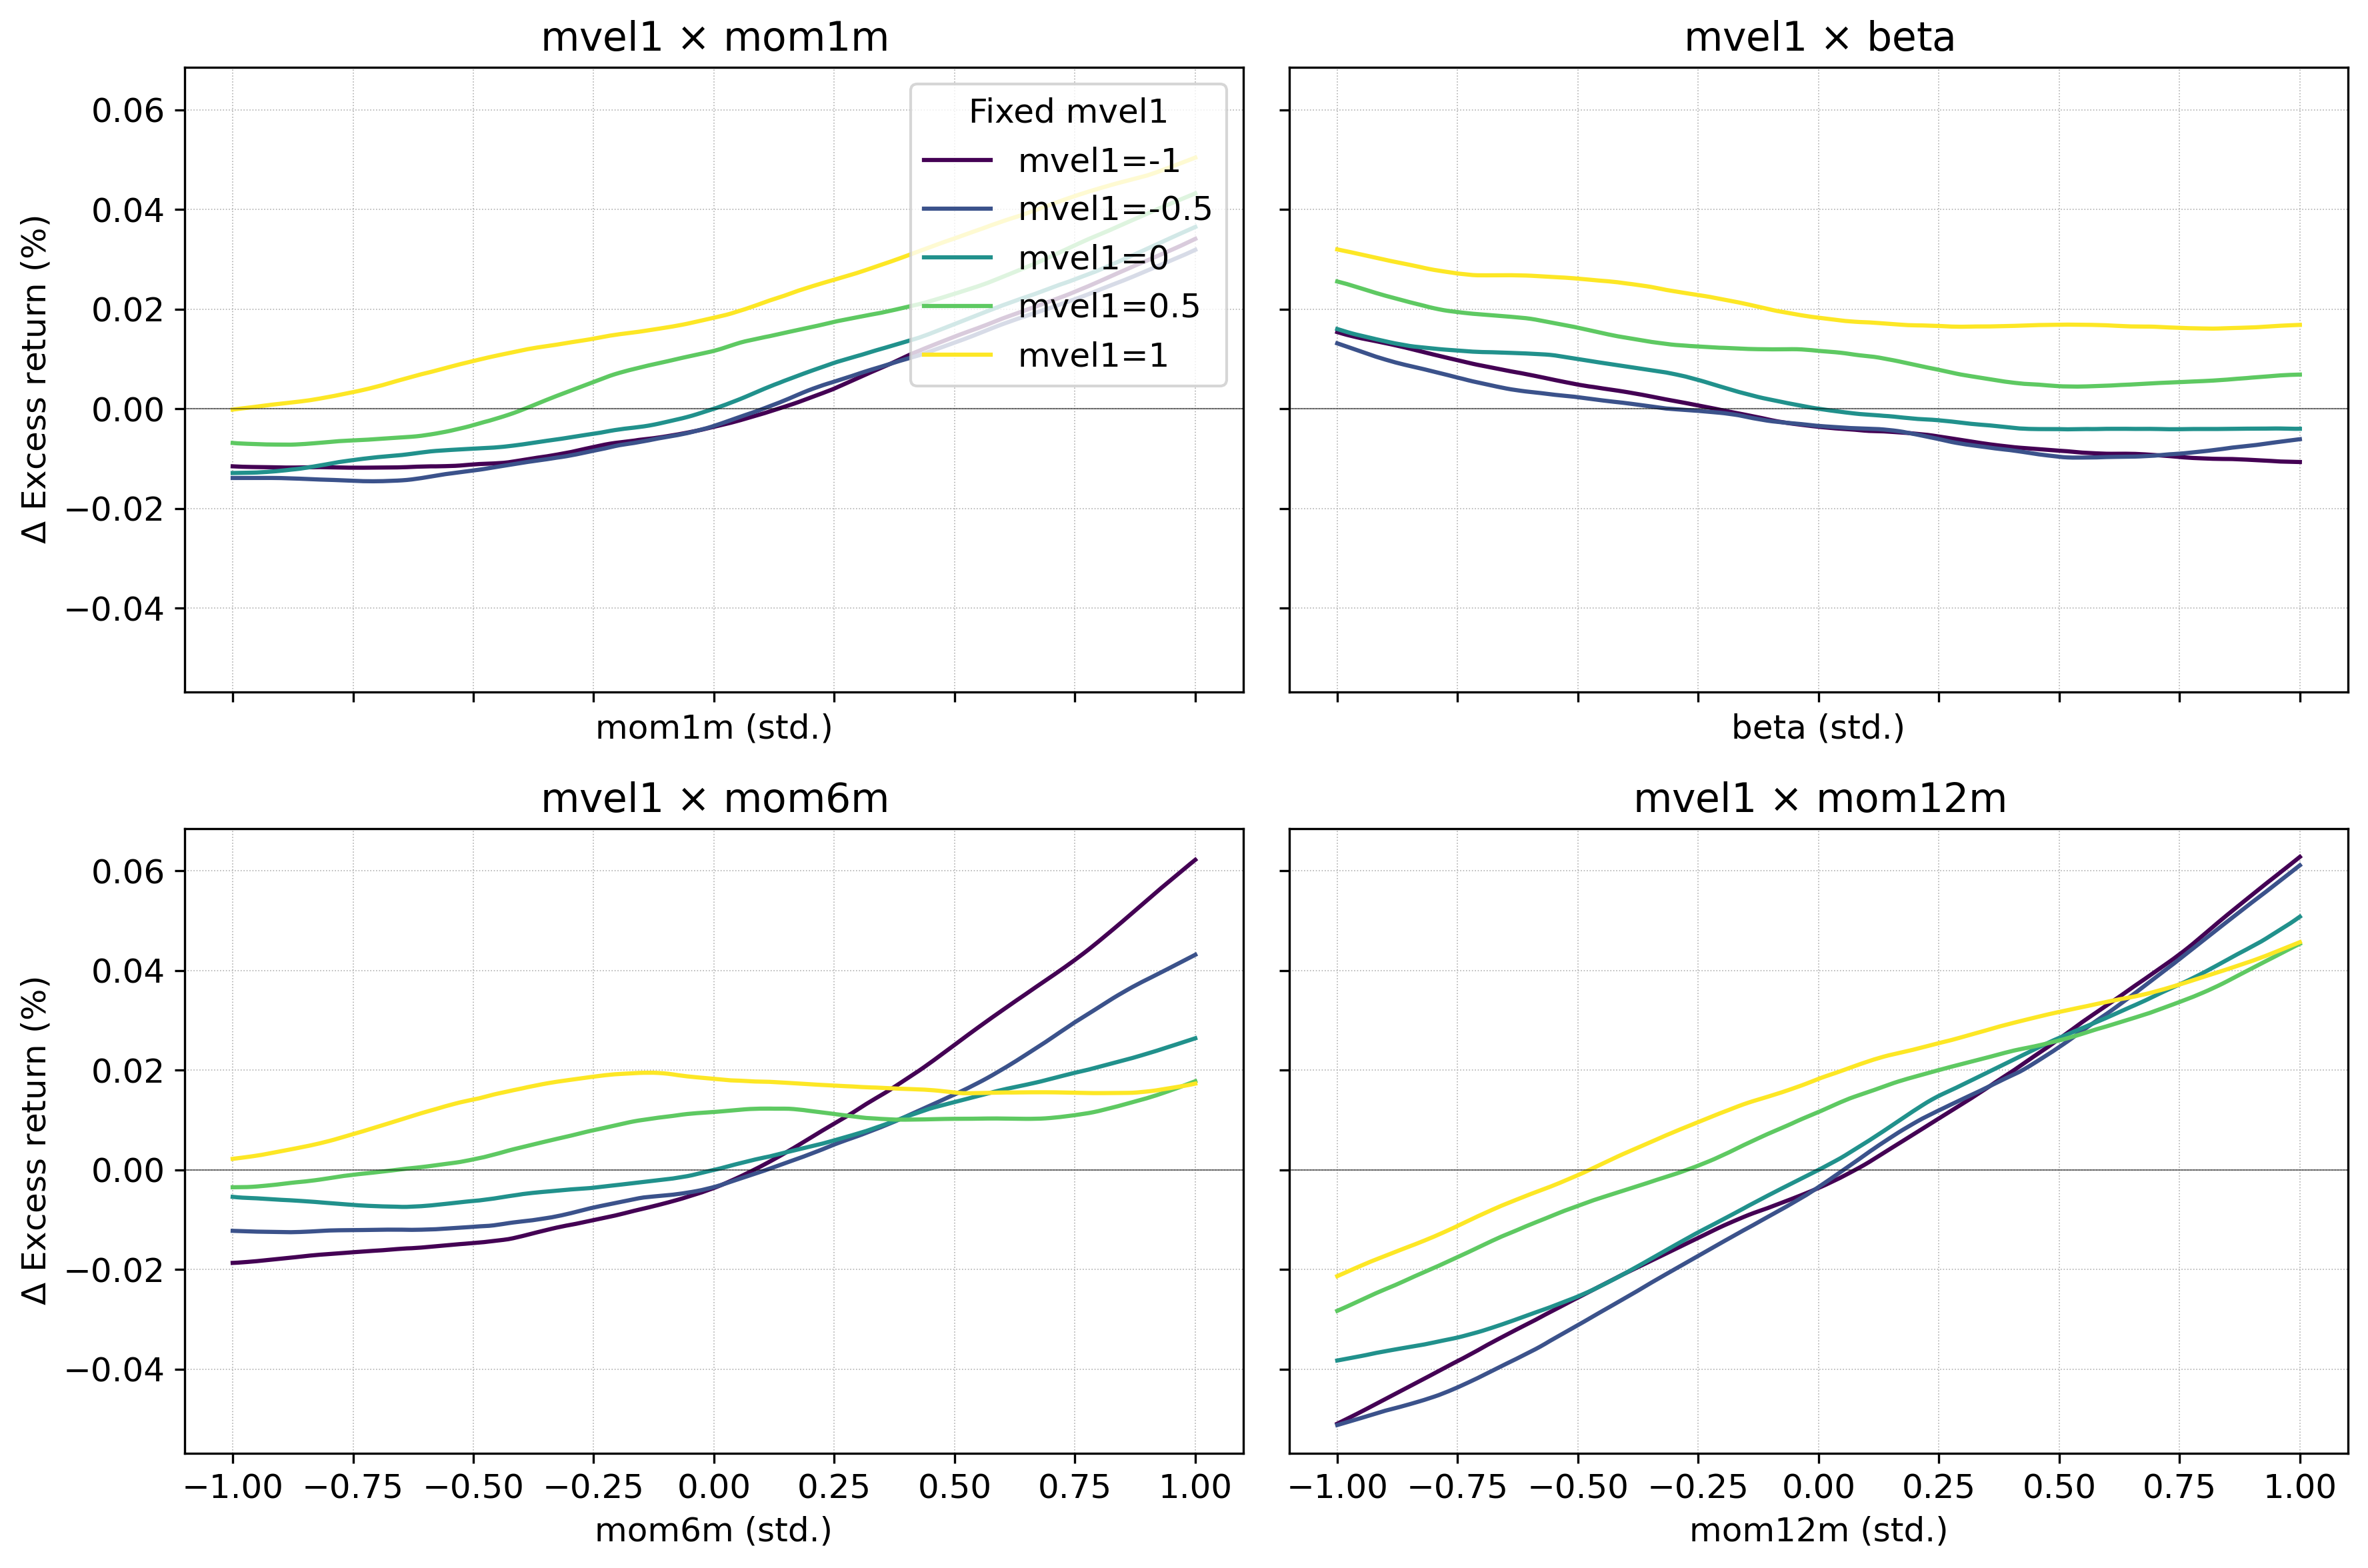 mvel1 × mom1m
Δ Excess return (%)
0.06
0.04
0.02
0.00
−0.02
−0.04
Fixed mvel1
mvel1=-1
mvel1=-0.5
mvel1=0
mvel1=0.5
mvel1=1
mom1m (std.)
mvel1 × beta
beta (std.)
mvel1 × mom6m
Δ Excess return (%)
0.06
0.04
0.02
0.00
−0.02
−0.04
−1.00 −0.75 −0.50 −0.25 0.00 0.25 0.50 0.75 1.00
mom6m (std.)
mvel1 × mom12m
−1.00 −0.75 −0.50 −0.25 0.00 0.25 0.50 0.75 1.00
mom12m (std.)